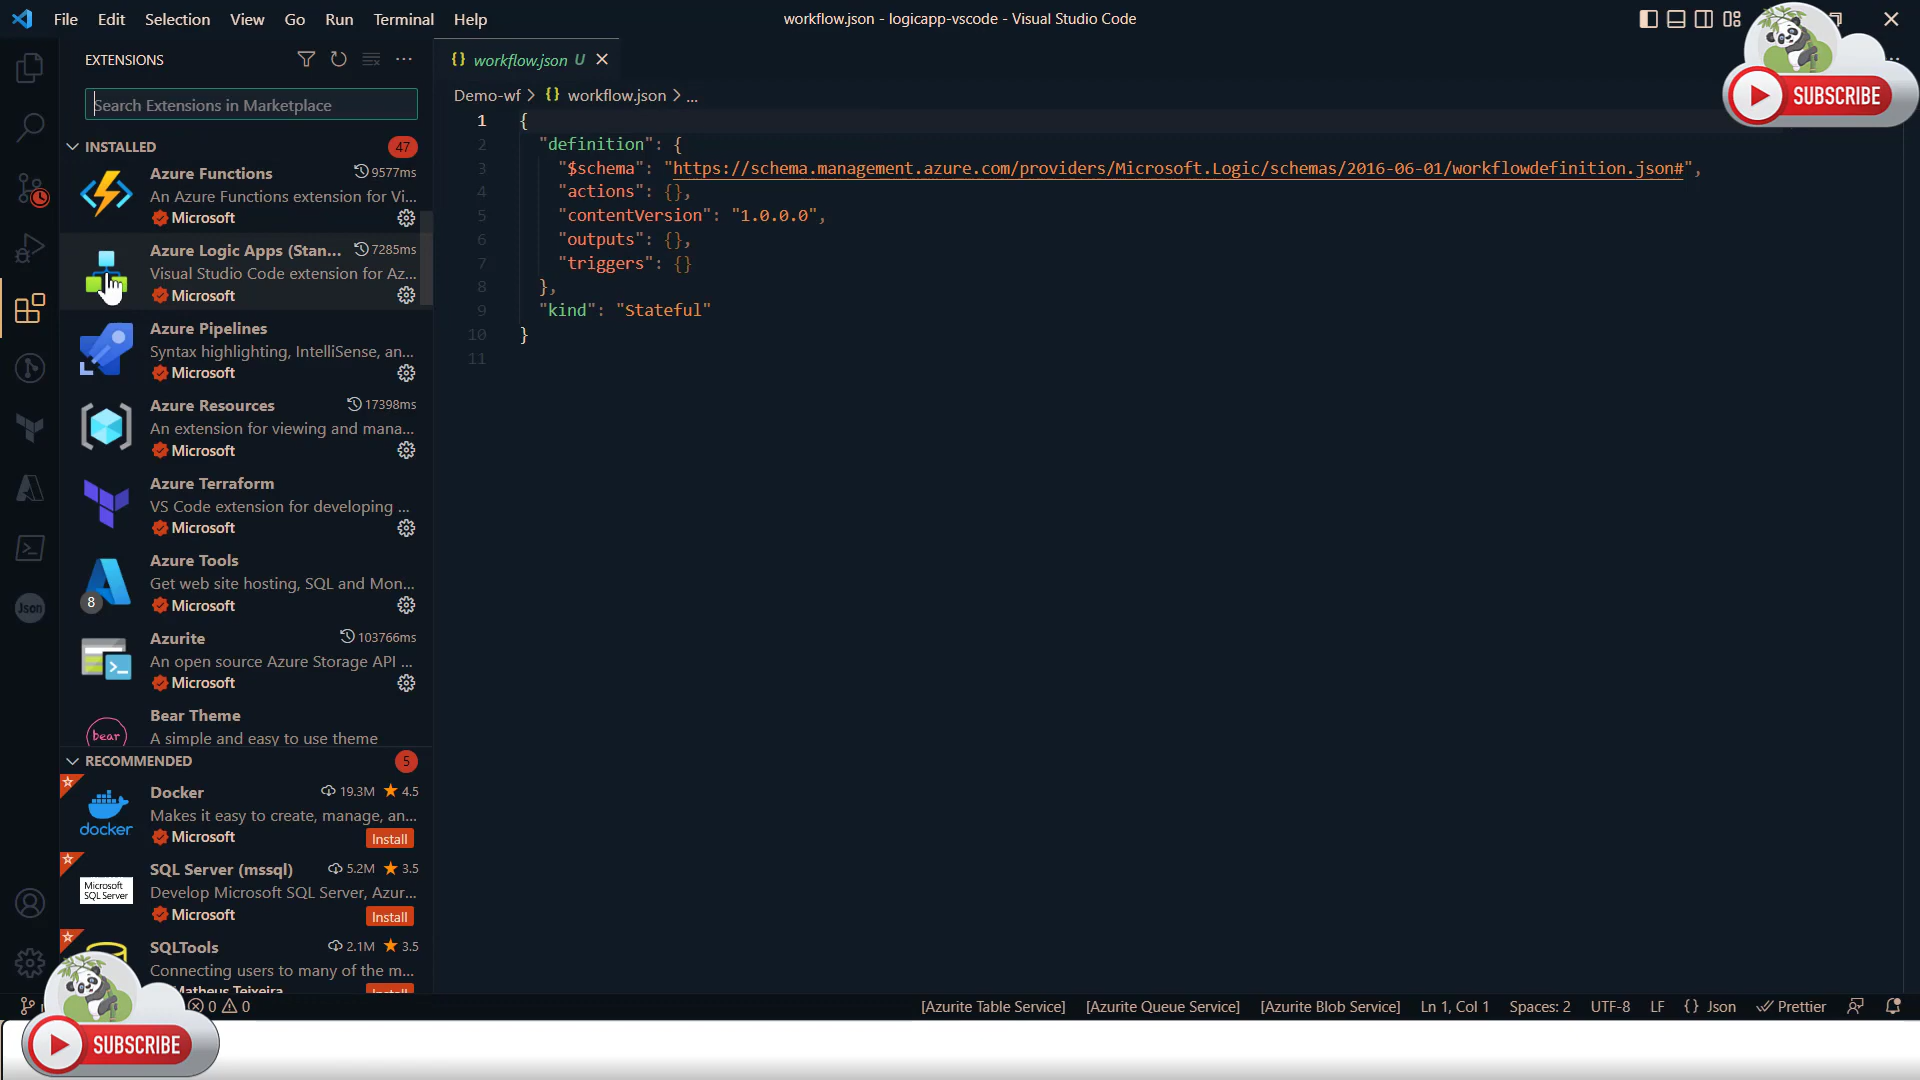 File Edit Selection View Go Run Terminal Help
workflow.json - logicapp-vscode - Visual Studio Code
EXTENSIONS
Search Extensions in Marketplace
INSTALLED 47
Azure Functions 9577ms
An Azure Functions extension for Vi...
Microsoft
Azure Logic Apps (Stan... 7285ms
Visual Studio Code extension for Az...
Microsoft
Azure Pipelines
Syntax highlighting, IntelliSense, an...
Microsoft
Azure Resources 17398ms
An extension for viewing and mana...
Microsoft
Azure Terraform
VS Code extension for developing ...
Microsoft
Azure Tools
Get web site hosting, SQL and Mon...
8
Microsoft
Azurite 103766ms
An open source Azure Storage API ...
Microsoft
Bear Theme
bear
A simple and easy to use theme
RECOMMENDED 5
Docker 19.3M 4.5
Makes it easy to create, manage, an...
docker
Microsoft Install
SQL Server (mssql) 5.2M 3.5
Microsoft SQL Server
Develop Microsoft SQL Server, Azur...
Microsoft Install
SQLTools 2.1M 3.5
Connecting users to many of the m...
Matheus Teixeira Install
Json
{} workflow.json U
Demo-wf > {} workflow.json > ...
1 {
2 "definition": {
3 "$schema": "https://schema.management.azure.com/providers/Microsoft.Logic/schemas/2016-06-01/workflowdefinition.json#",
4 "actions": {},
5 "contentVersion": "1.0.0.0",
6 "outputs": {},
7 "triggers": {}
8 },
9 "kind": "Stateful"
10 }
11
SUBSCRIBE
0 0
[Azurite Table Service] [Azurite Queue Service] [Azurite Blob Service] Ln 1, Col 1 Spaces: 2 UTF-8 LF {} Json Prettier
SUBSCRIBE